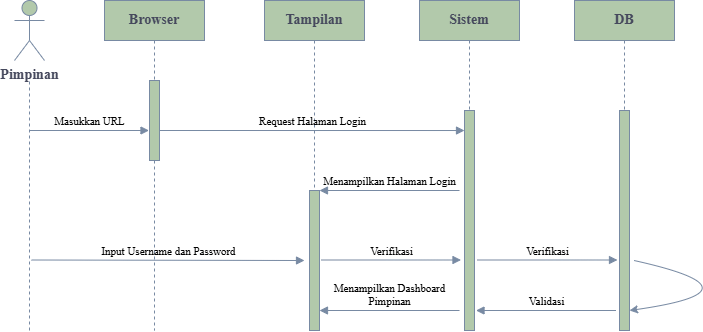 Browser
Tampilan
Sistem
DB
Pimpinan
Masukkan URL
Request Halaman Login
Menampilkan Halaman Login
Input Username dan Password
Verifikasi
Verifikasi
Menampilkan Dashboard
Pimpinan
Validasi